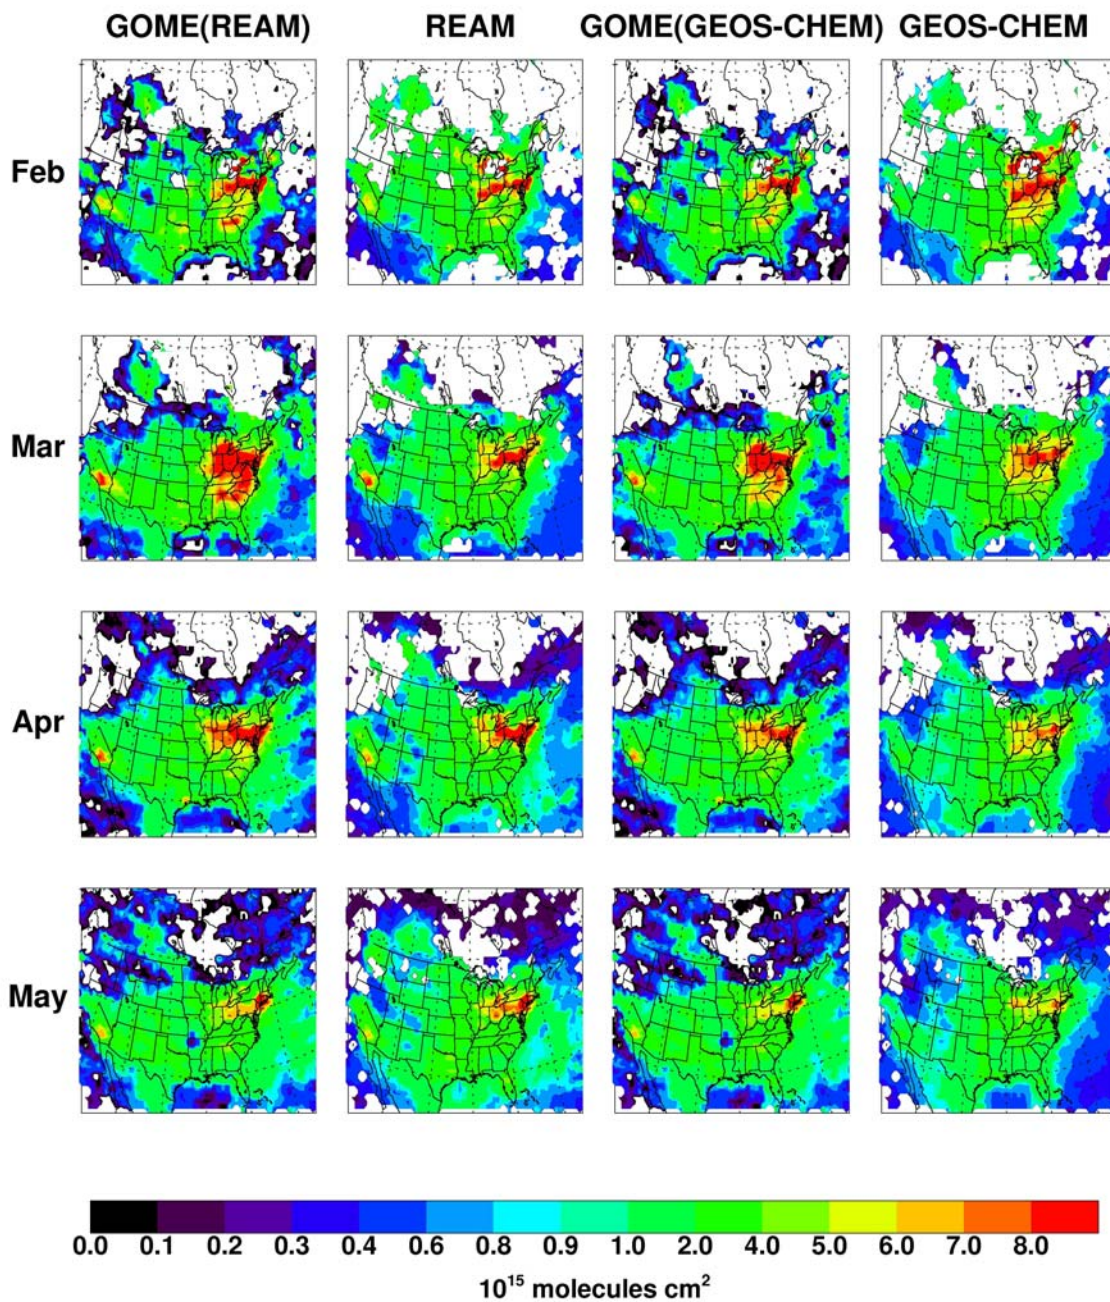 GOME(REAM) REAM GOME(GEOS-CHEM) GEOS-CHEM
Feb
Mar
Apr
May
0.0 0.1 0.2 0.3 0.4 0.6 0.8 0.9 1.0 2.0 4.0 5.0 6.0 7.0 8.0
10¹⁵ molecules cm²